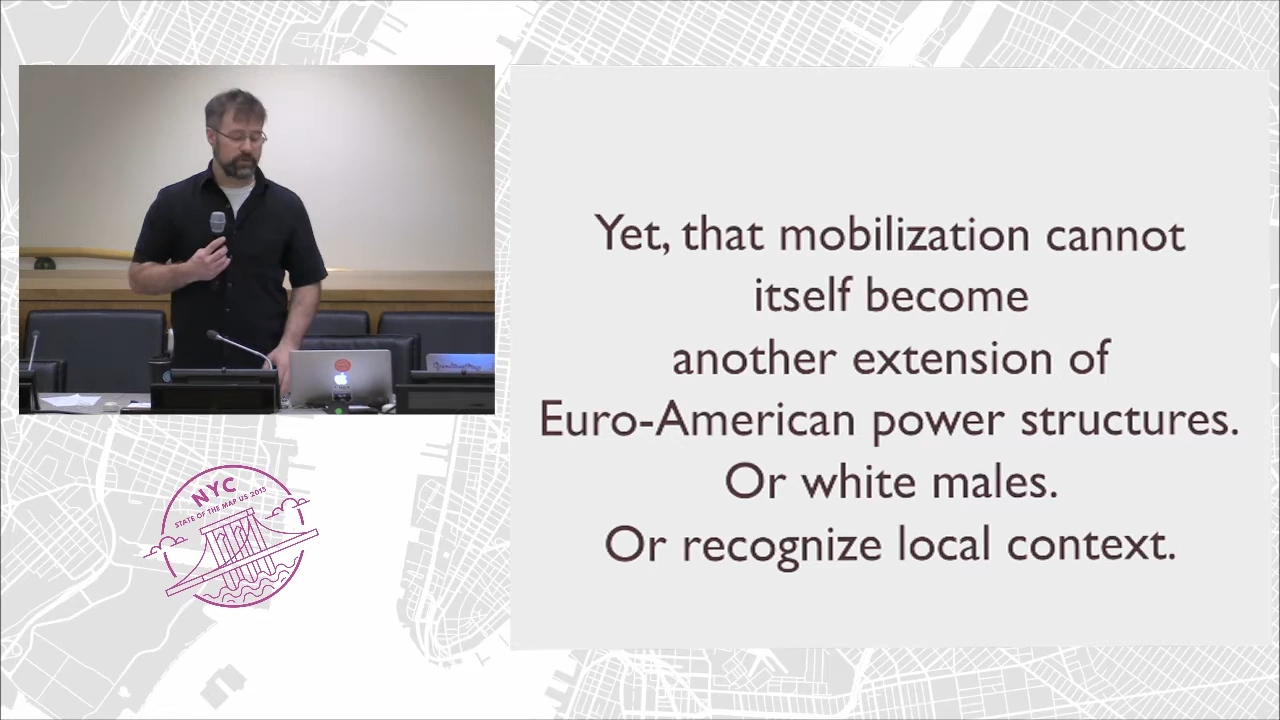 Yet, that mobilization cannot
itself become
another extension of
Euro-American power structures.
Or white males.
Or recognize local context.
NYC
STATE OF THE MAP US 2015